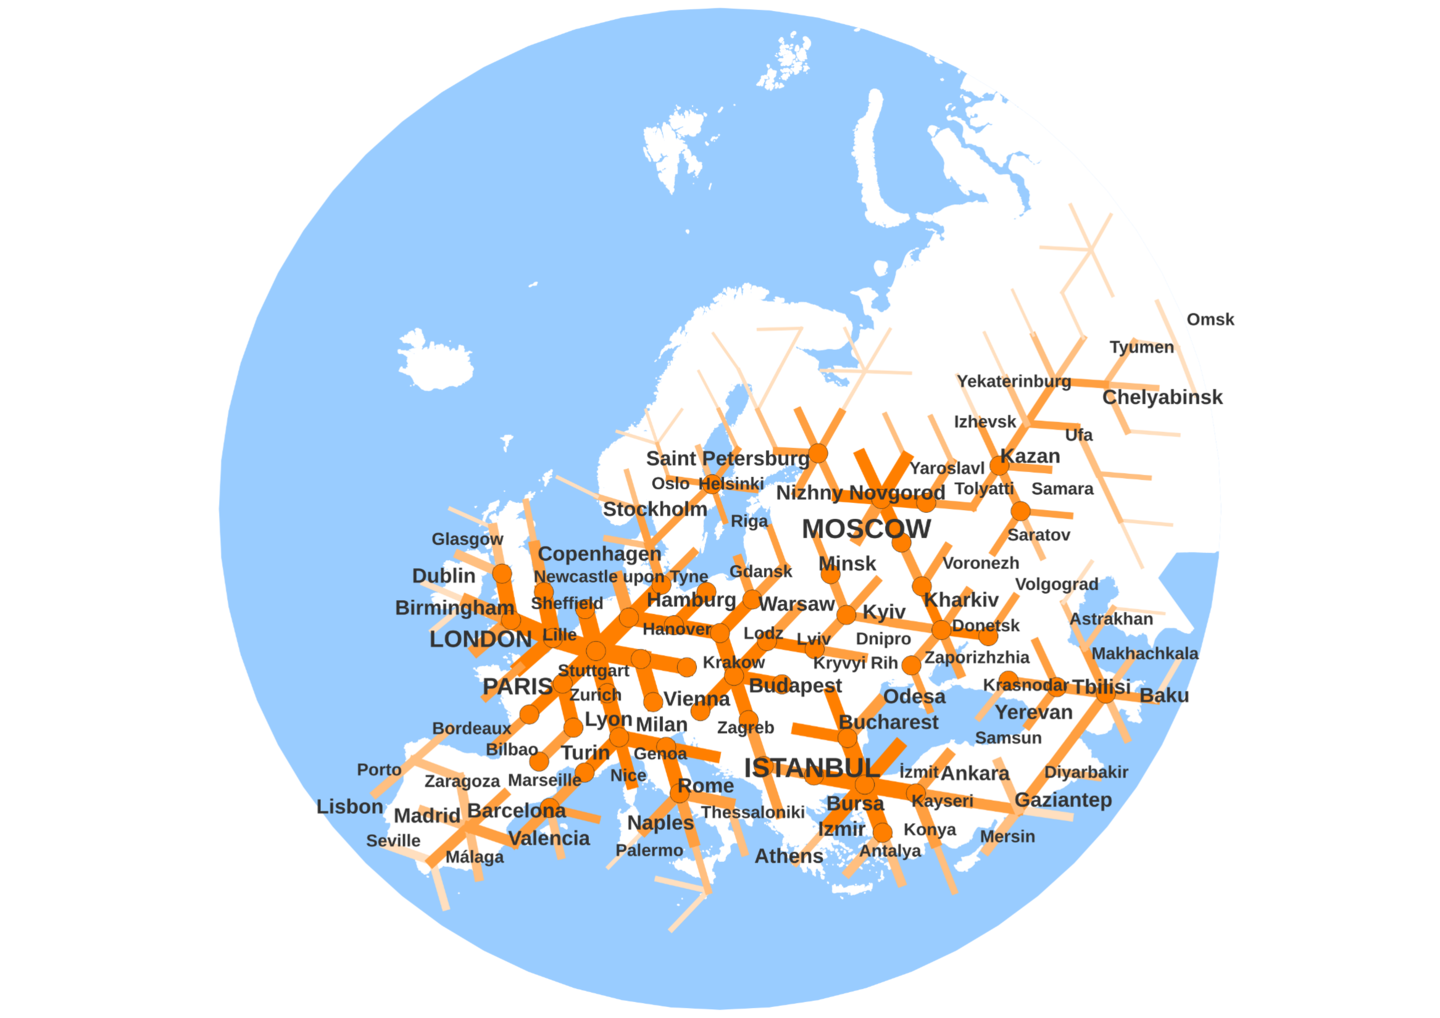 Omsk
Tyumen
Yekaterinburg
Chelyabinsk
Izhevsk
Ufa
Kazan
Saint Petersburg
Yaroslavl
Oslo
Helsinki
Nizhny Novgorod
Tolyatti
Samara
Stockholm
Riga
MOSCOW
Saratov
Glasgow
Copenhagen
Minsk
Voronezh
Dublin
Newcastle upon Tyne
Gdansk
Volgograd
Birmingham
Sheffield
Hamburg
Warsaw
Kyiv
Kharkiv
Astrakhan
LONDON
Lille
Hanover
Lodz
Lviv
Dnipro
Donetsk
Makhachkala
Stuttgart
Krakow
Kryvyi Rih
Zaporizhzhia
PARIS
Zurich
Vienna
Budapest
Odesa
Krasnodar
Tbilisi
Baku
Bordeaux
Lyon
Milan
Zagreb
Bucharest
Yerevan
Samsun
Bilbao
Turin
Genoa
Porto
Zaragoza
Marseille
Nice
Rome
ISTANBUL
İzmit
Ankara
Diyarbakir
Lisbon
Madrid
Barcelona
Naples
Thessaloniki
Bursa
Kayseri
Gaziantep
Seville
Málaga
Valencia
Palermo
Athens
Izmir
Antalya
Konya
Mersin